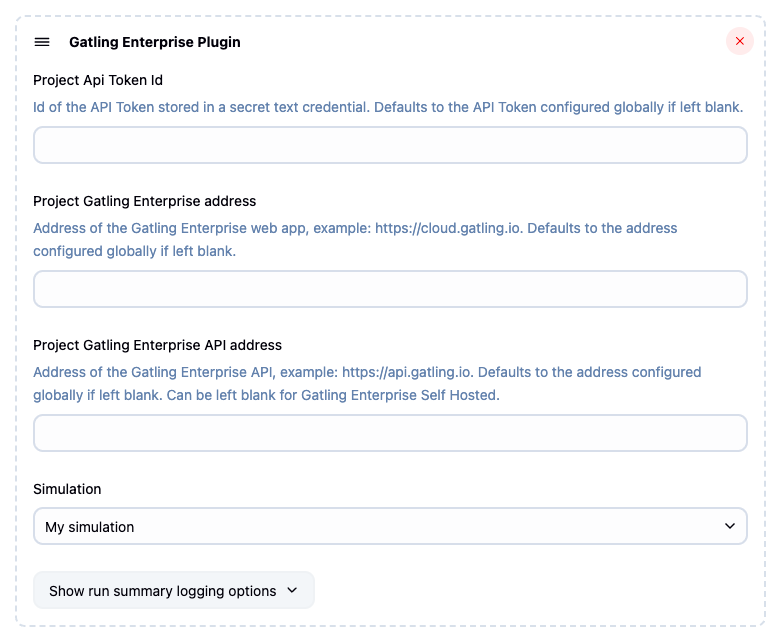 Gatling Enterprise Plugin
Project Api Token Id
Id of the API Token stored in a secret text credential. Defaults to the API Token configured globally if left blank.
Project Gatling Enterprise address
Address of the Gatling Enterprise web app, example: https://cloud.gatling.io. Defaults to the address
configured globally if left blank.
Project Gatling Enterprise API address
Address of the Gatling Enterprise API, example: https://api.gatling.io. Defaults to the address configured
globally if left blank. Can be left blank for Gatling Enterprise Self Hosted.
Simulation
My simulation
Show run summary logging options